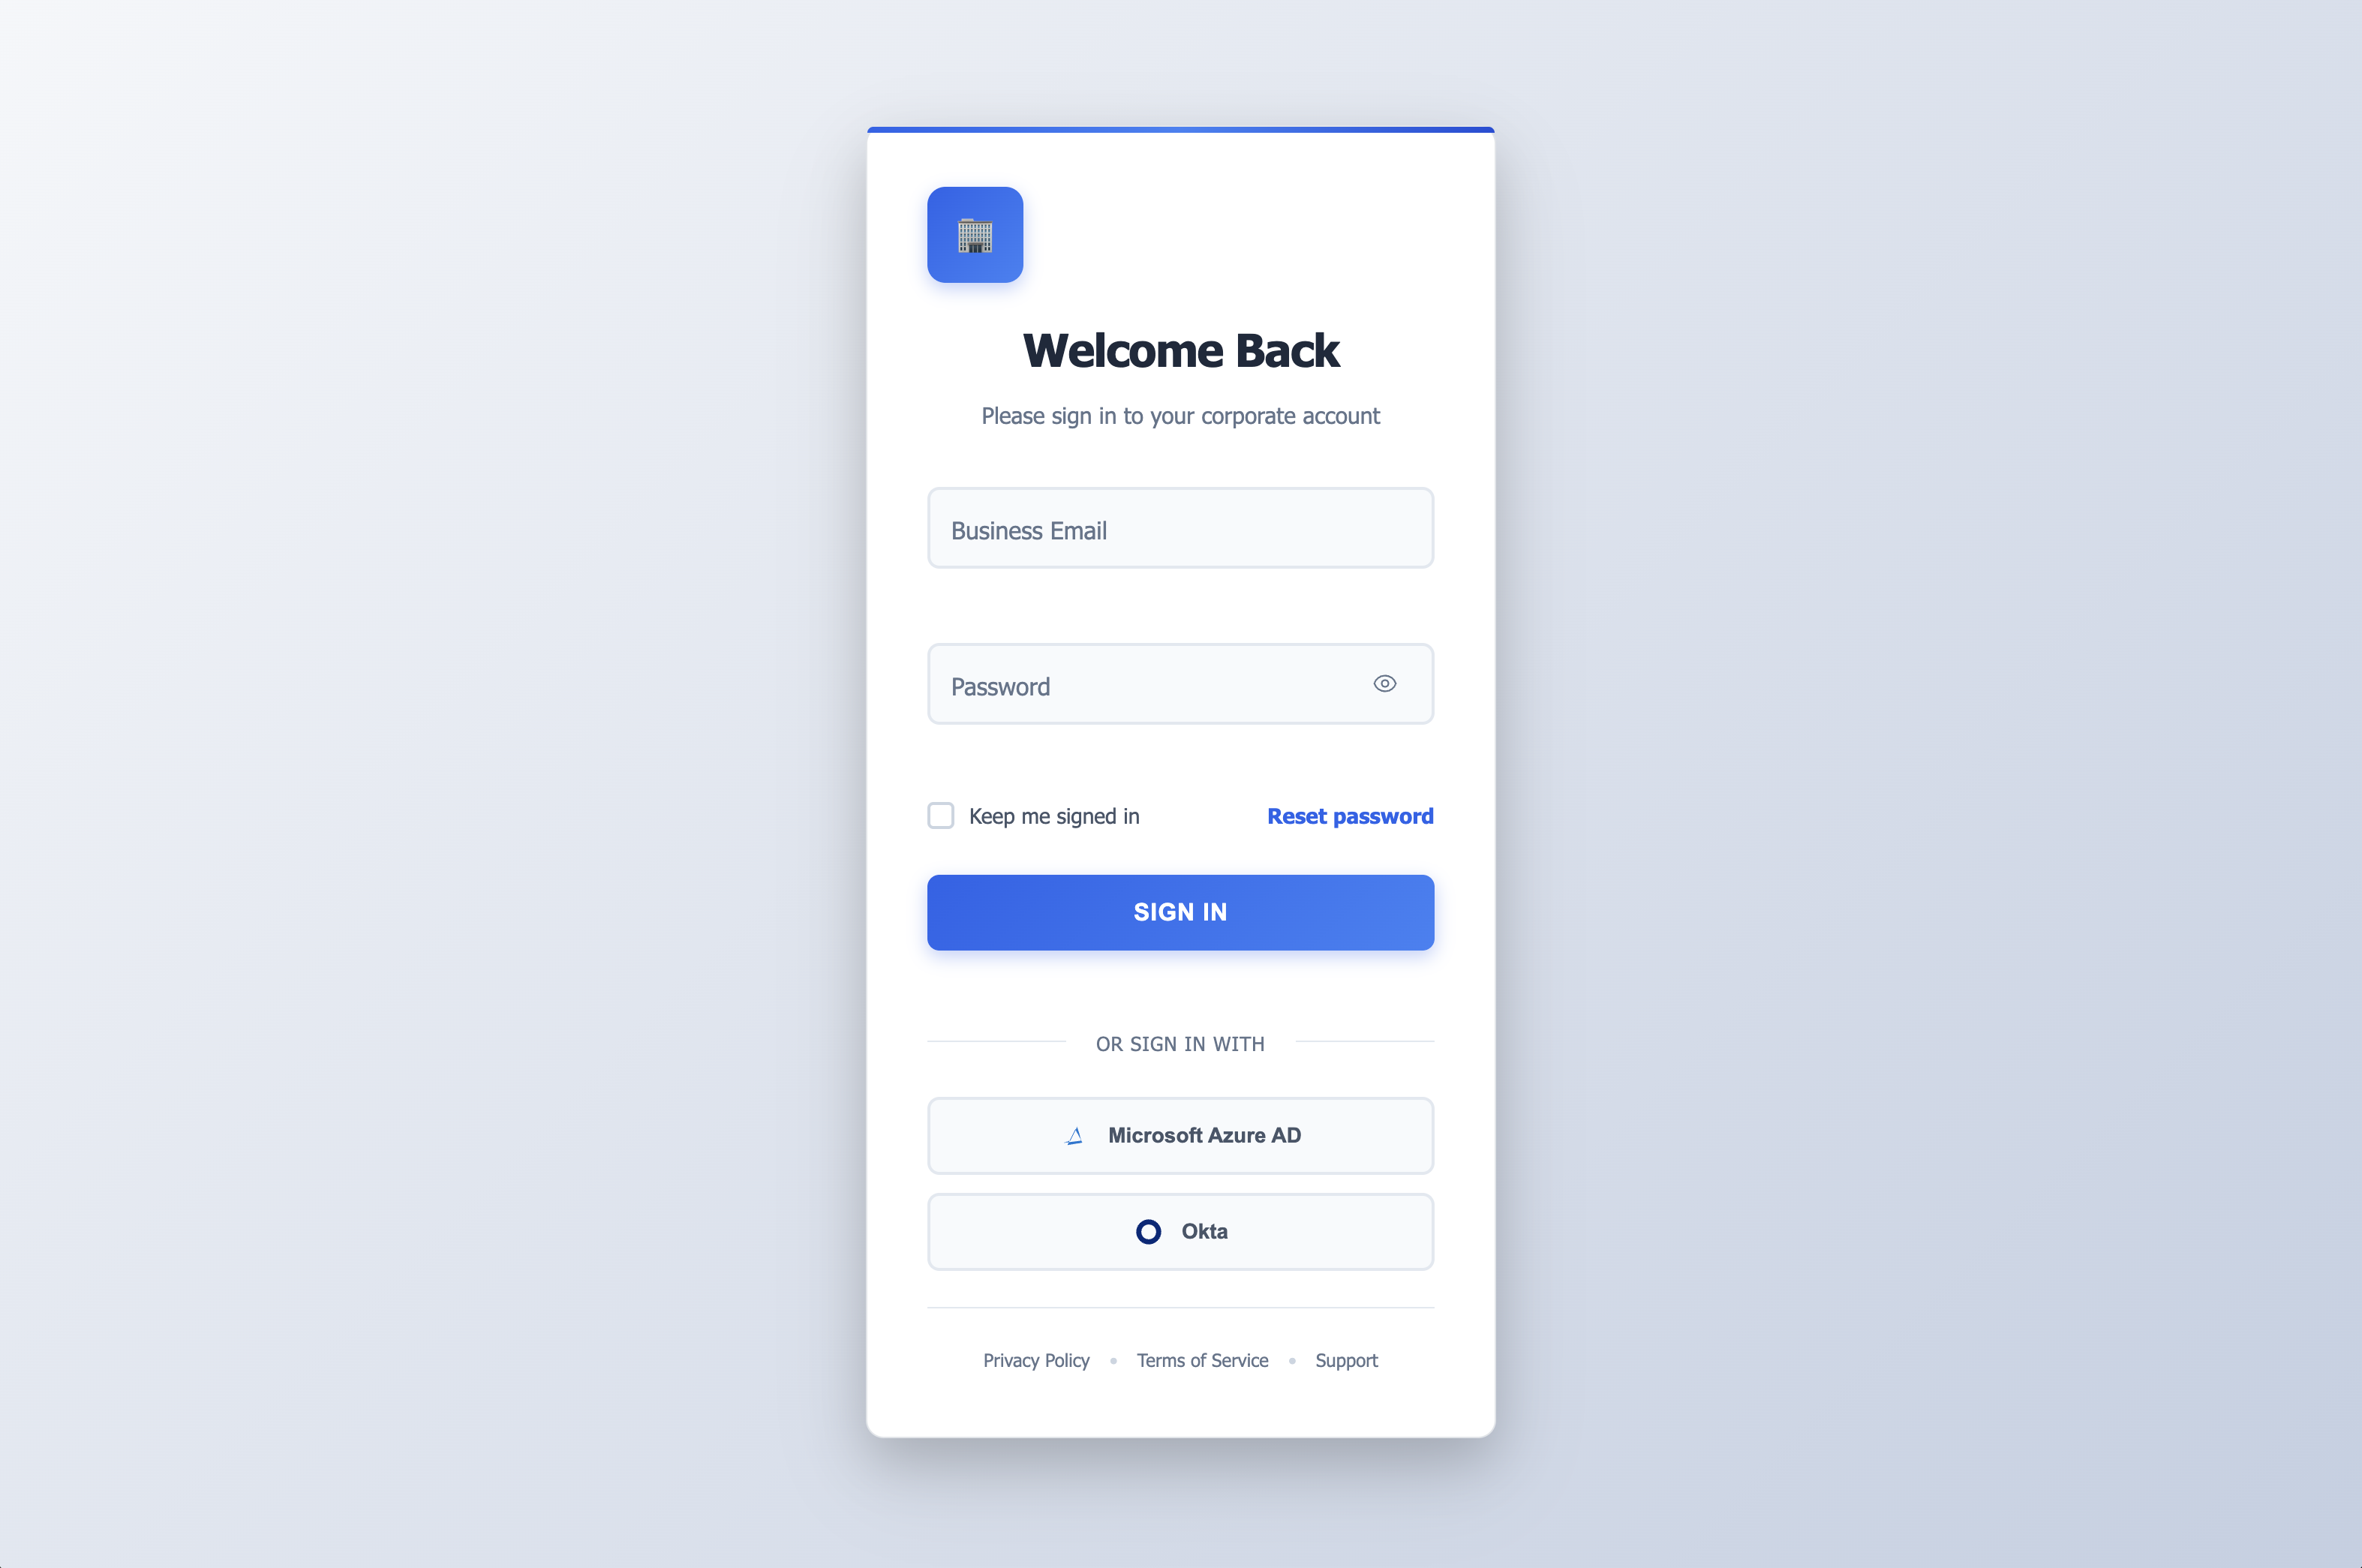 Welcome Back
Please sign in to your corporate account
Business Email
Password
Keep me signed in
Reset password
SIGN IN
OR SIGN IN WITH
Microsoft Azure AD
Okta
Privacy Policy • Terms of Service • Support